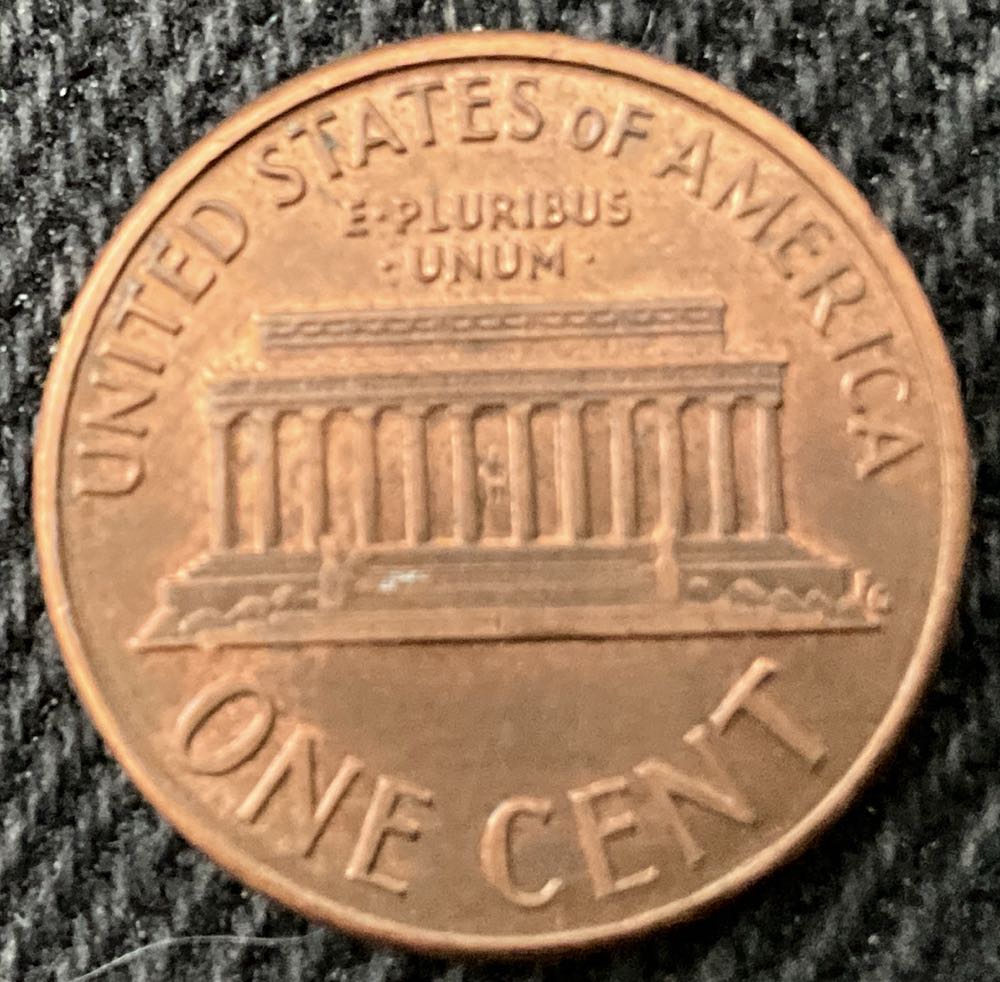 UNITED STATES OF AMERICA
E·PLURIBUS
·UNUM·
ONE CENT